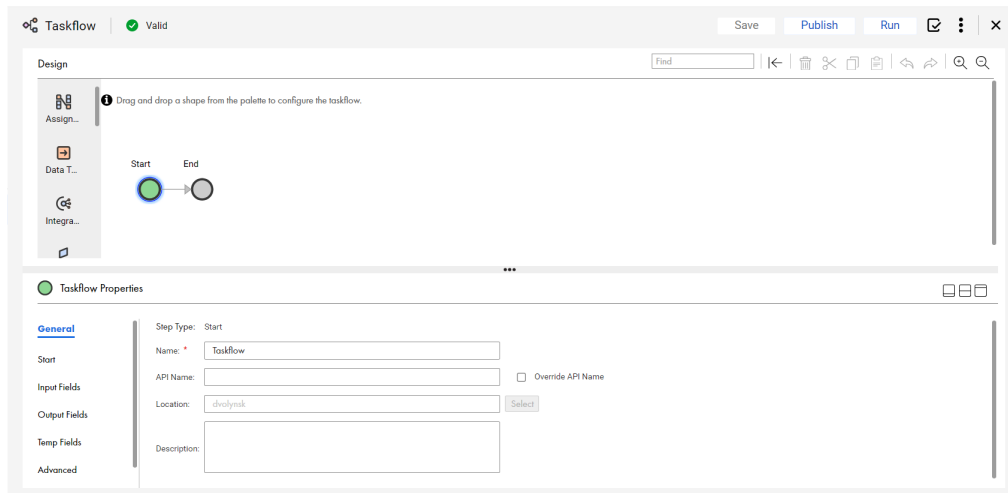 Taskflow
Valid
Save
Publish
Run
Design
Find
Drag and drop a shape from the palette to configure the taskflow.
Assign...
Data T...
Integra...
Start
End
Taskflow Properties
General
Start
Input Fields
Output Fields
Temp Fields
Advanced
Step Type: Start
Name: * Taskflow
API Name:
Override API Name
Location: dvolynsk
Select
Description: